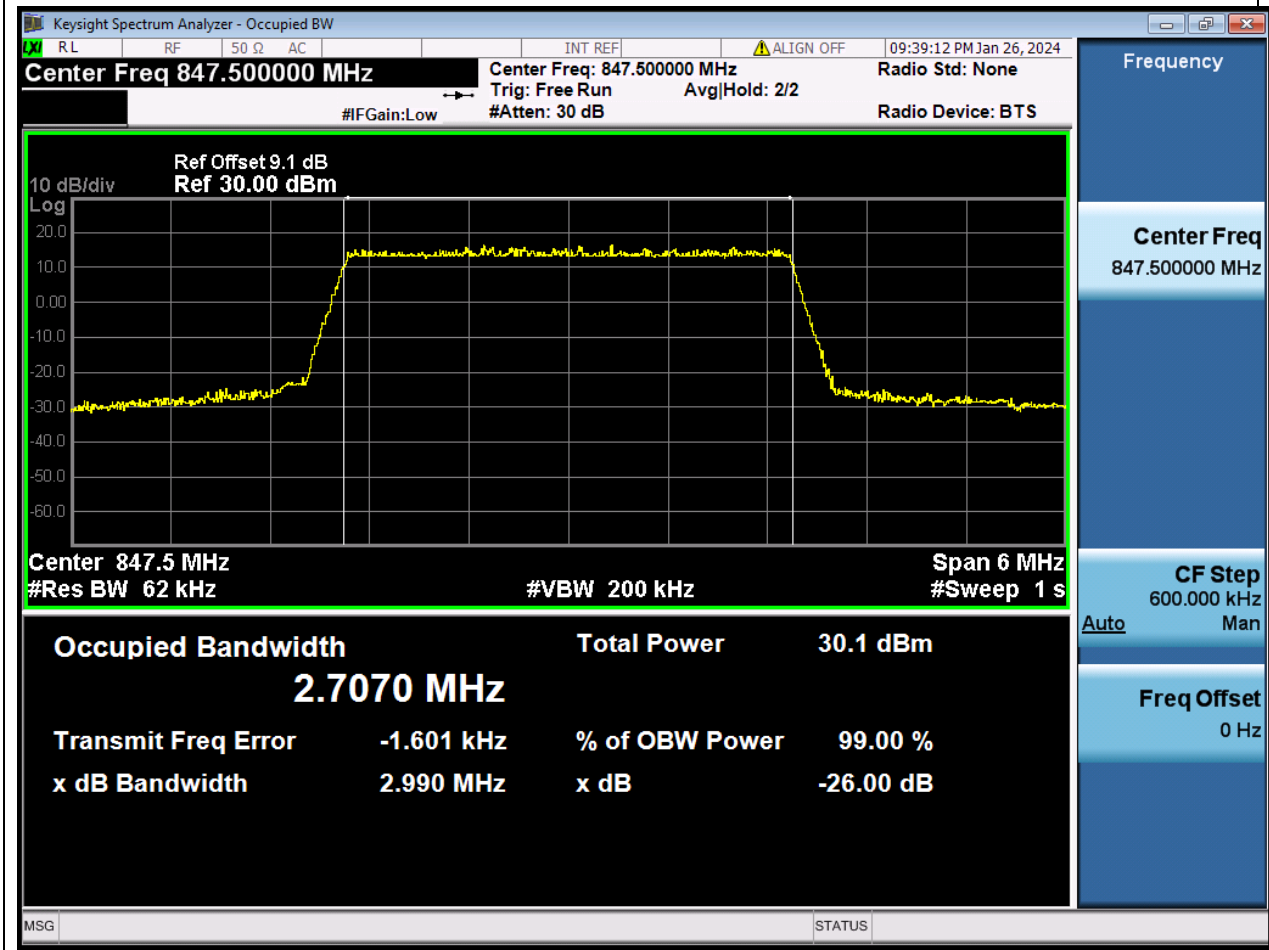 Keysight Spectrum Analyzer - Occupied BW
LXI RL RF 50 Ω AC INT REF ALIGN OFF 09:39:12 PM Jan 26, 2024
Center Freq 847.500000 MHz
Center Freq: 847.500000 MHz Radio Std: None
Trig: Free Run Avg|Hold: 2/2
#IFGain:Low #Atten: 30 dB Radio Device: BTS
Ref Offset 9.1 dB
10 dB/div Ref 30.00 dBm
Log
20.0
10.0
0.00
-10.0
-20.0
-30.0
-40.0
-50.0
-60.0
Center 847.5 MHz Span 6 MHz
#Res BW 62 kHz #VBW 200 kHz #Sweep 1 s
Occupied Bandwidth Total Power 30.1 dBm
2.7070 MHz
Transmit Freq Error -1.601 kHz % of OBW Power 99.00 %
x dB Bandwidth 2.990 MHz x dB -26.00 dB
Frequency
Center Freq
847.500000 MHz
CF Step
600.000 kHz
Auto Man
Freq Offset
0 Hz
MSG STATUS